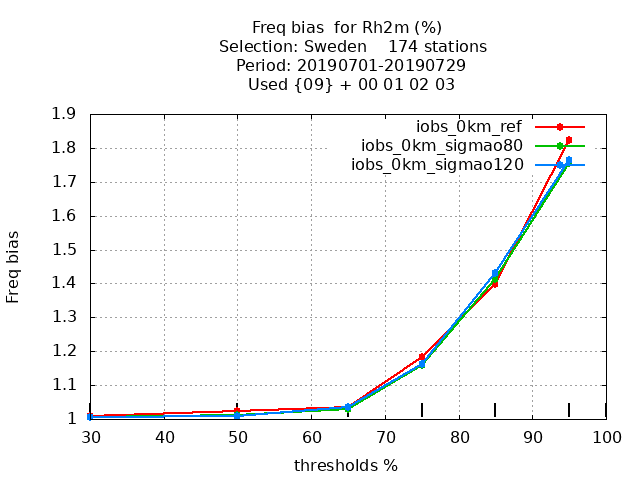 Freq bias  for Rh2m (%)
Selection: Sweden    174 stations
Period: 20190701-20190729
Used {09} + 00 01 02 03
iobs_0km_ref
iobs_0km_sigmao80
iobs_0km_sigmao120
Freq bias
1.9
1.8
1.7
1.6
1.5
1.4
1.3
1.2
1.1
1
30 40 50 60 70 80 90 100
thresholds %